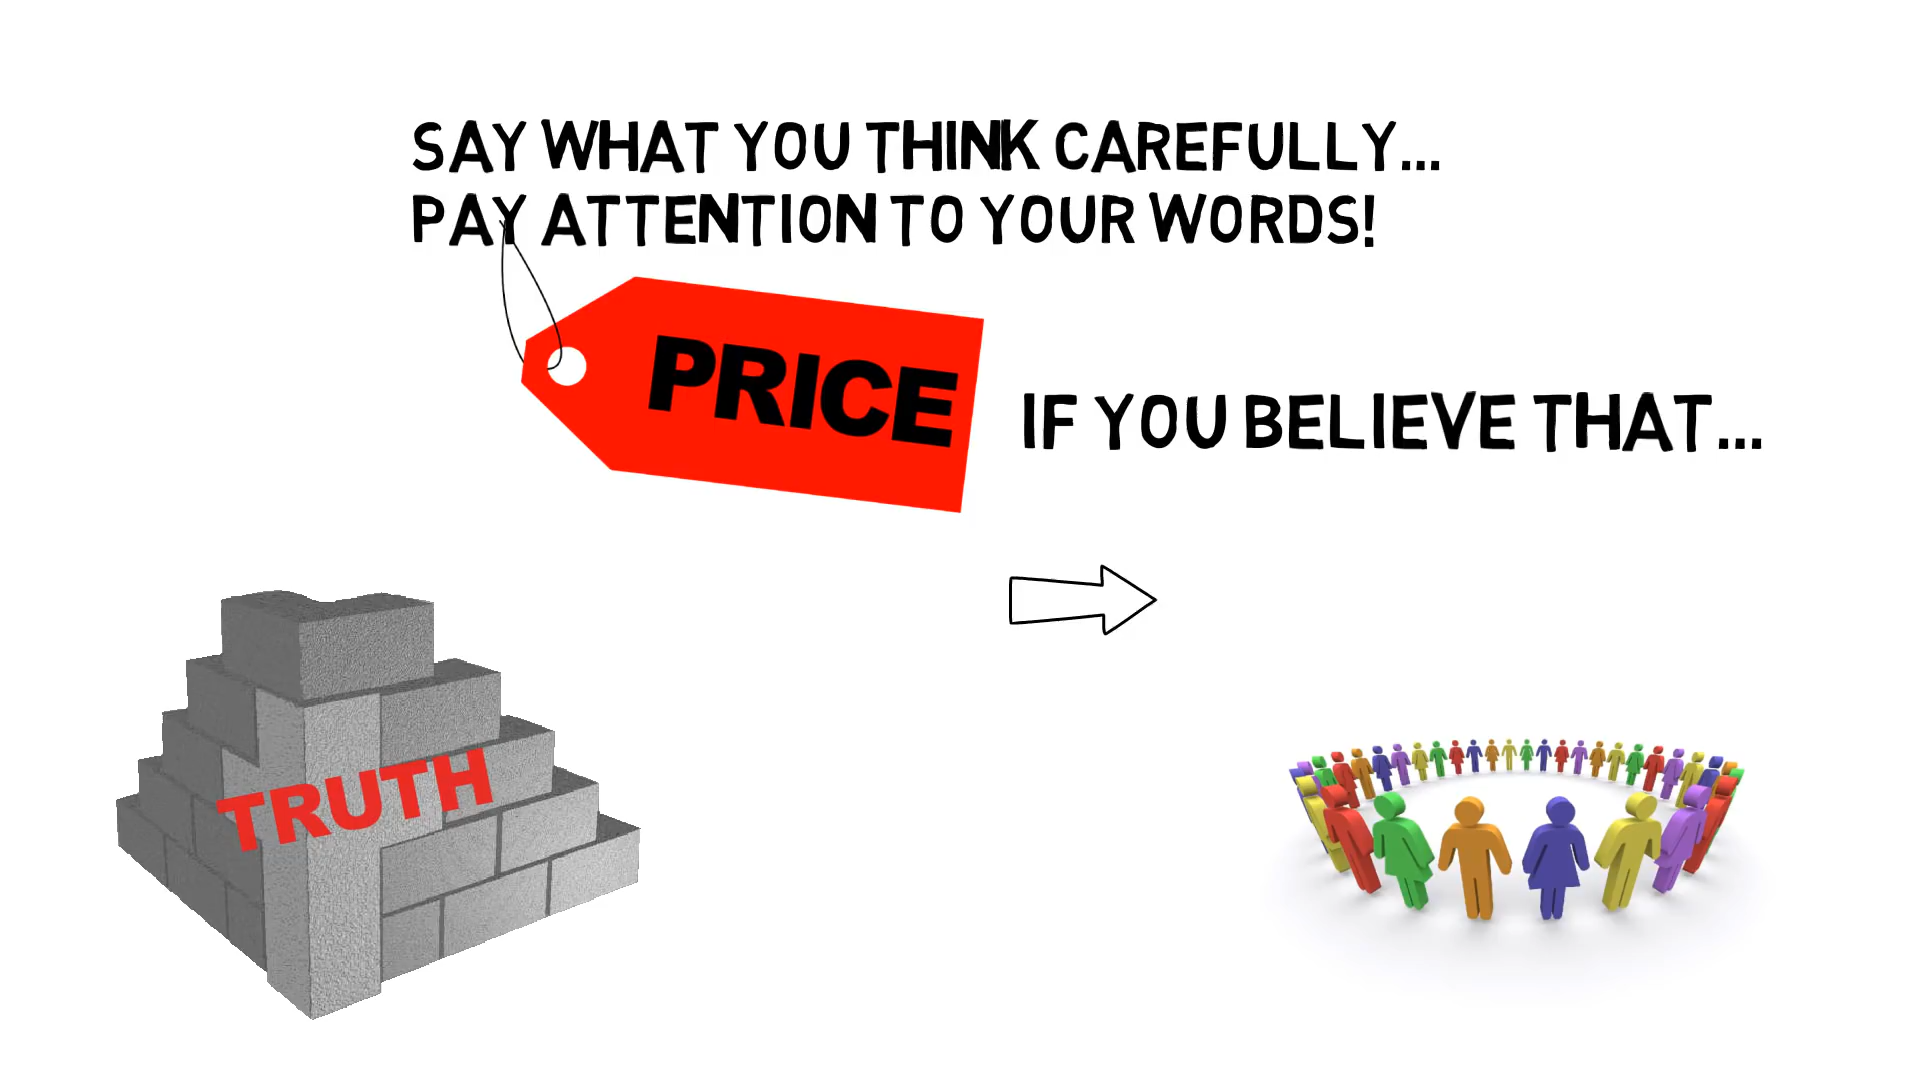 SAY WHAT YOU THINK CAREFULLY...
PAY ATTENTION TO YOUR WORDS!
PRICE
IF YOU BELIEVE THAT...
TRUTH